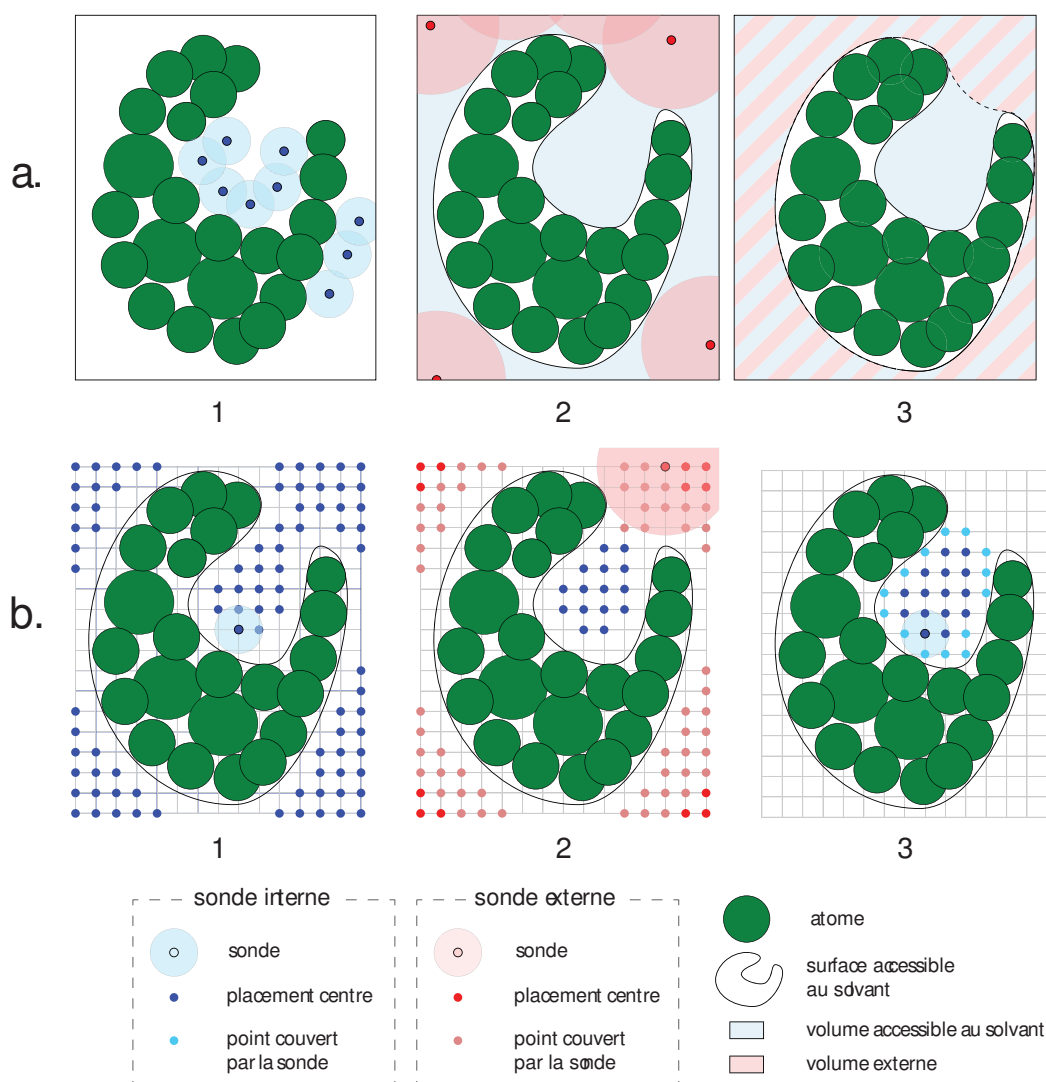 a.
1
2
3
b.
1
2
3
sonde interne
sonde
placement centre
point couvert
par la sonde
sonde externe
sonde
placement centre
point couvert
par la sonde
atome
surface accessible
au solvant
volume accessible au solvant
volume externe